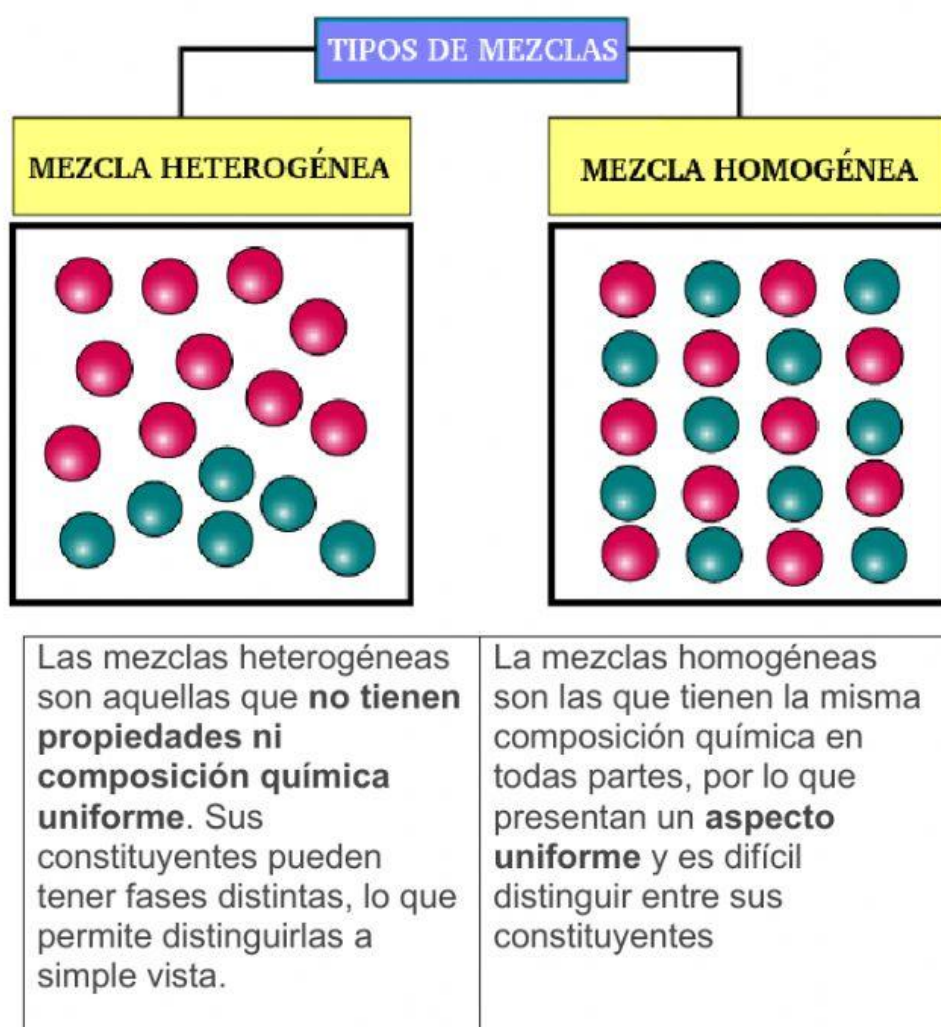 TIPOS DE MEZCLAS
MEZCLA HETEROGÉNEA
MEZCLA HOMOGÉNEA
Las mezclas heterogéneas
son aquellas que no tienen
propiedades ni
composición química
uniforme. Sus
constituyentes pueden
tener fases distintas, lo que
permite distinguirlas a
simple vista.
La mezclas homogéneas
son las que tienen la misma
composición química en
todas partes, por lo que
presentan un aspecto
uniforme y es difícil
distinguir entre sus
constituyentes